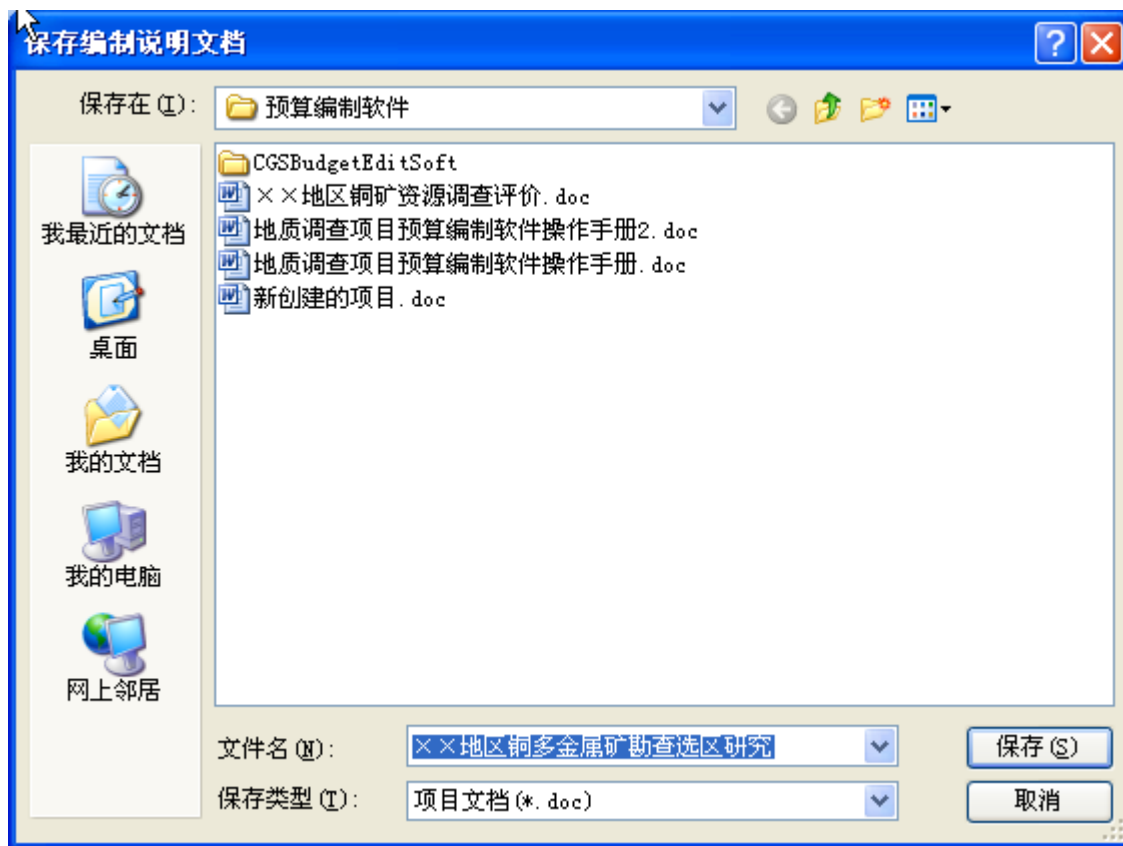 保存编制说明文档
保存在(I):
预算编制软件
我最近的文档
桌面
我的文档
我的电脑
网上邻居
CGSBudgetEditSoft
××地区铜矿资源调查评价.doc
地质调查项目预算编制软件操作手册2.doc
地质调查项目预算编制软件操作手册.doc
新创建的项目.doc
文件名(N):
××地区铜多金属矿勘查选区研究
保存(S)
保存类型(T):
项目文档(*.doc)
取消